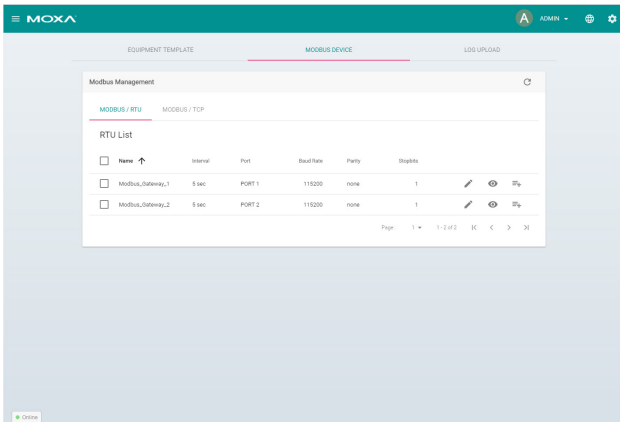 MOXA
A ADMIN
EQUIPMENT TEMPLATE MODBUS DEVICE LOG UPLOAD
Modbus Management
MODBUS / RTU MODBUS / TCP
RTU List
Name Interval Port Baud Rate Parity Stopbits
Modbus_Gateway_1 5 sec PORT 1 115200 none 1
Modbus_Gateway_2 5 sec PORT 2 115200 none 1
Page 1 1 - 2 of 2
Online